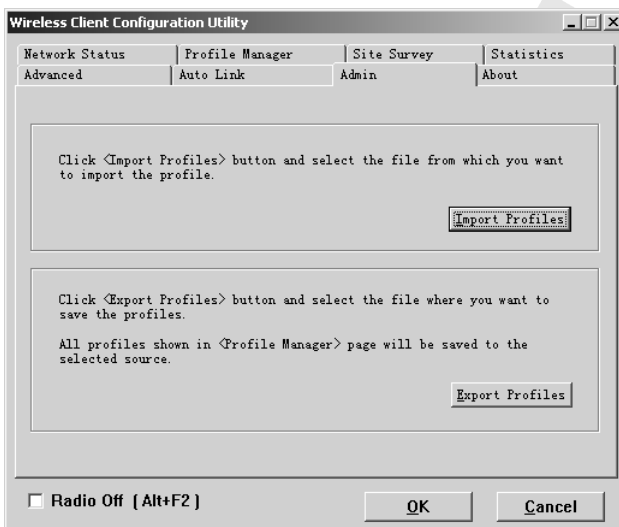 Wireless Client Configuration Utility
Network Status Profile Manager Site Survey Statistics
Advanced Auto Link Admin About
Click <Import Profiles> button and select the file from which you want
to import the profile.
Import Profiles
Click <Export Profiles> button and select the file where you want to
save the profiles.
All profiles shown in <Profile Manager> page will be saved to the
selected source.
Export Profiles
Radio Off ( Alt+F2 )
OK Cancel